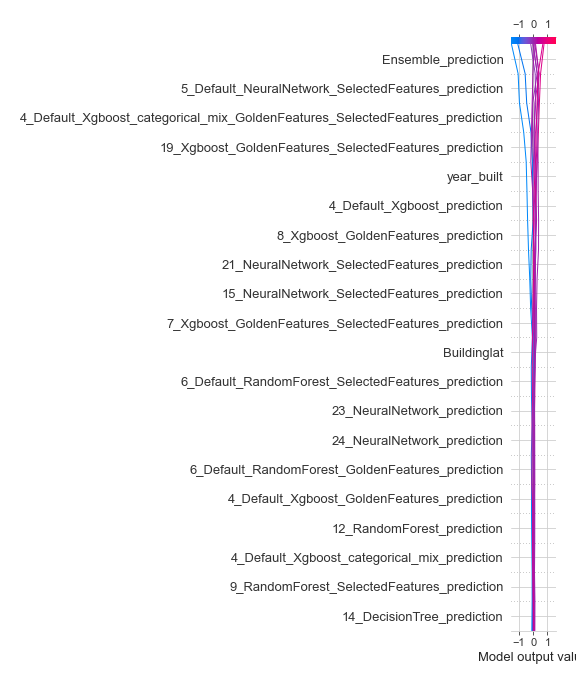 −1 0 1
Ensemble_prediction
5_Default_NeuralNetwork_SelectedFeatures_prediction
4_Default_Xgboost_categorical_mix_GoldenFeatures_SelectedFeatures_prediction
19_Xgboost_GoldenFeatures_SelectedFeatures_prediction
year_built
4_Default_Xgboost_prediction
8_Xgboost_GoldenFeatures_prediction
21_NeuralNetwork_SelectedFeatures_prediction
15_NeuralNetwork_SelectedFeatures_prediction
7_Xgboost_GoldenFeatures_SelectedFeatures_prediction
Buildinglat
6_Default_RandomForest_SelectedFeatures_prediction
23_NeuralNetwork_prediction
24_NeuralNetwork_prediction
6_Default_RandomForest_GoldenFeatures_prediction
4_Default_Xgboost_GoldenFeatures_prediction
12_RandomForest_prediction
4_Default_Xgboost_categorical_mix_prediction
9_RandomForest_SelectedFeatures_prediction
14_DecisionTree_prediction
−1 0 1
Model output valu